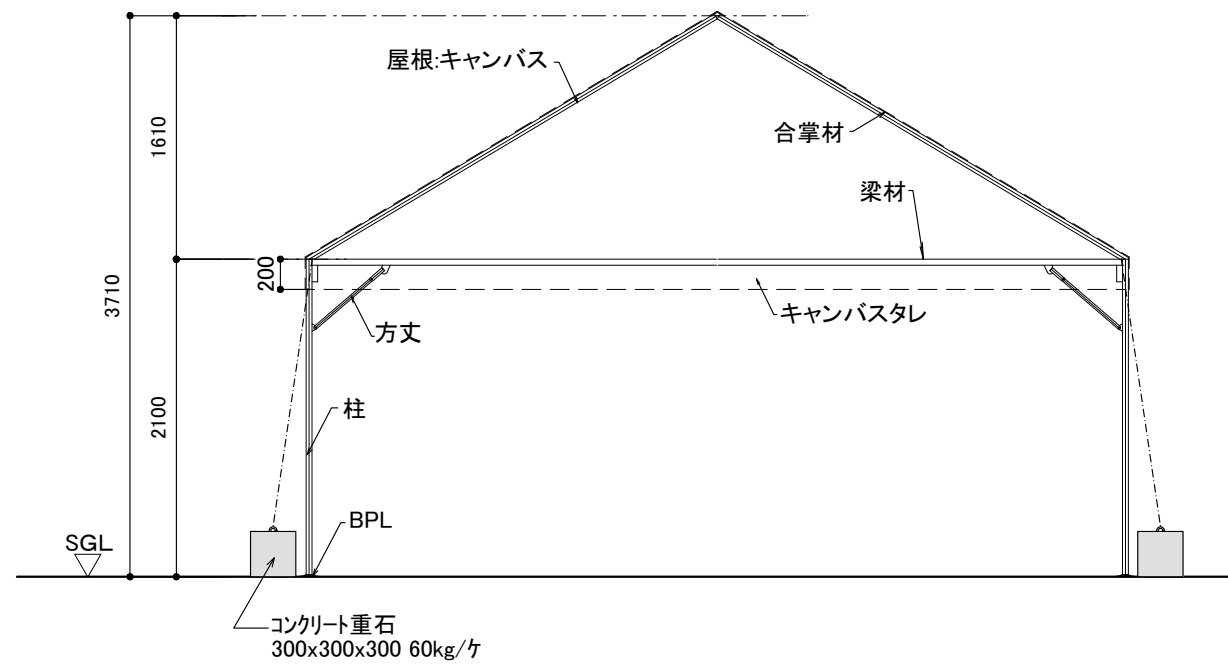 屋根:キャンバス
合掌材
1610
梁材
3710
200
キャンバスタレ
方丈
2100
柱
BPL
SGL
コンクリート重石
300x300x300 60kg/ケ